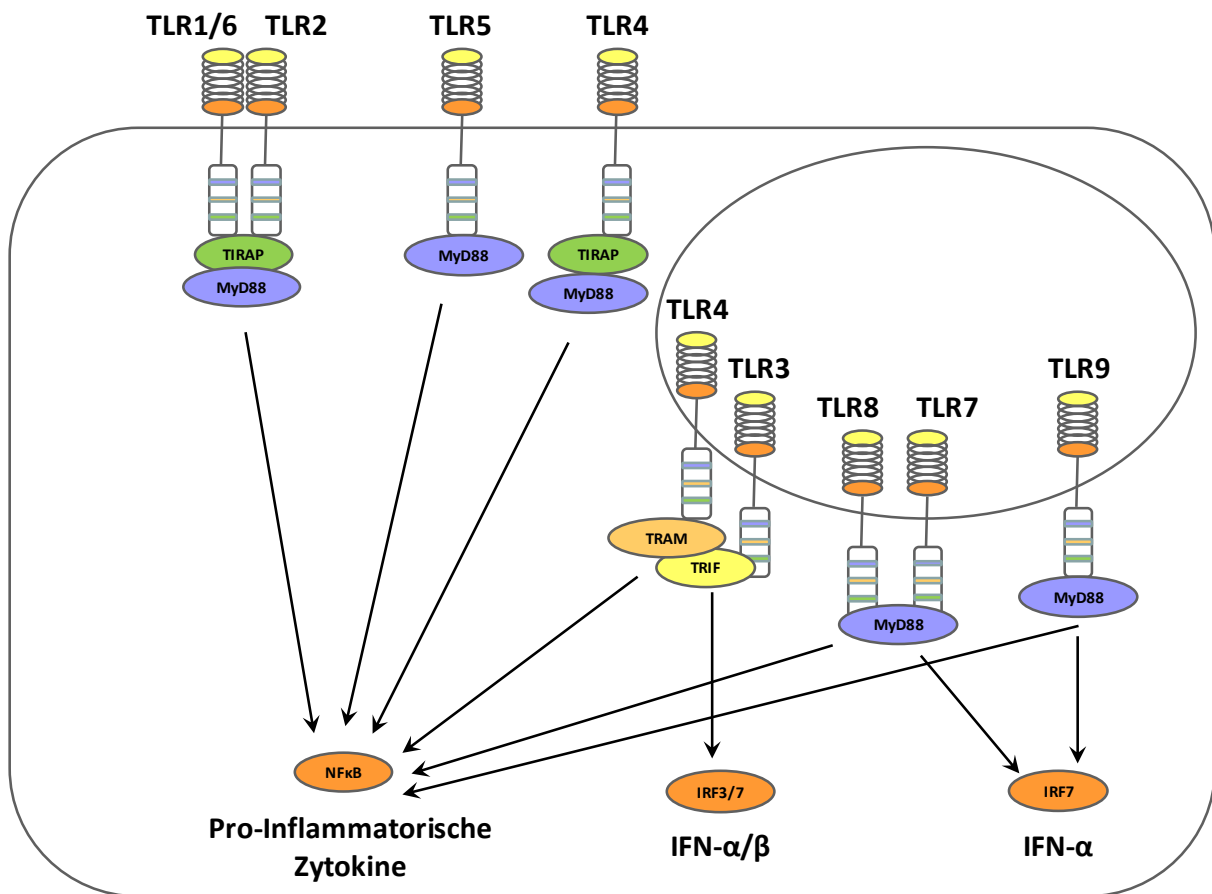 TLR1/6
TLR2
TLR5
TLR4
TIRAP
MyD88
MyD88
TIRAP
MyD88
TLR4
TLR3
TLR8
TLR7
TLR9
TRAM
TRIF
MyD88
MyD88
NFκB
IRF3/7
IRF7
Pro-Inflammatorische
Zytokine
IFN-α/β
IFN-α